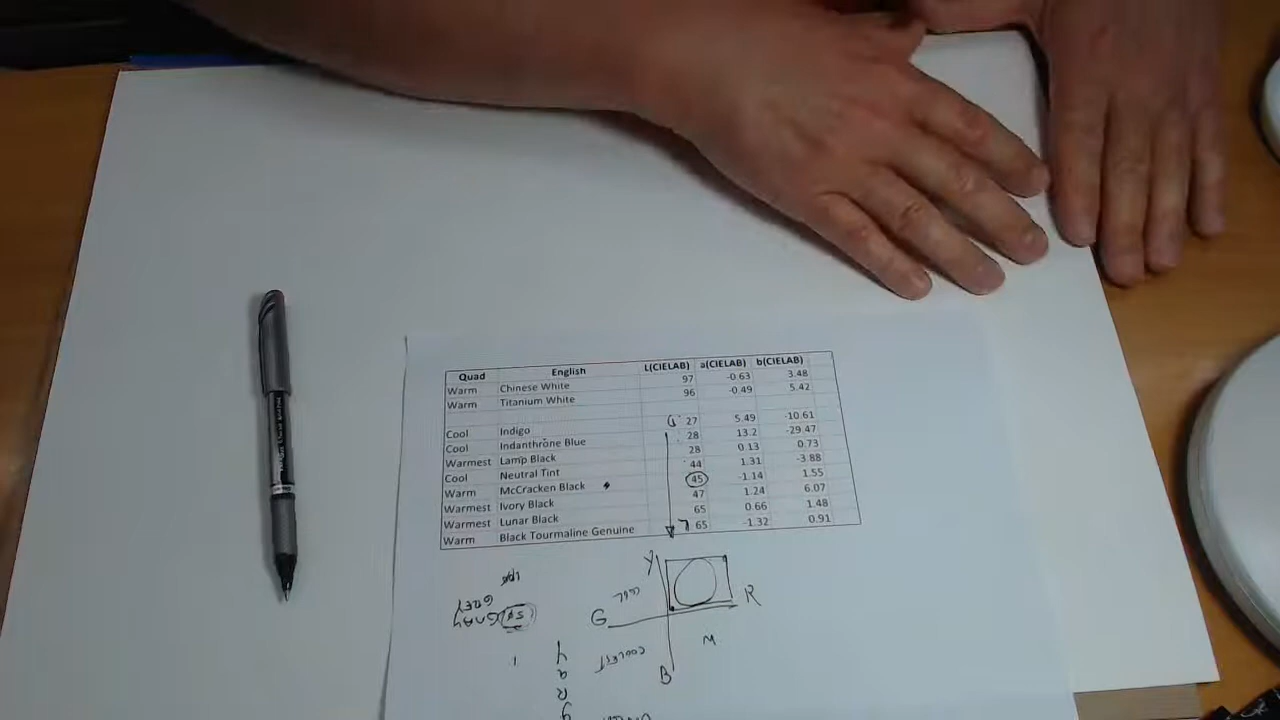 Quad English L(CIELAB) a(CIELAB) b(CIELAB)
Warm Chinese White 97 -0.63 3.48
Warm Titanium White 96 -0.49 5.42
Cool Indigo 27 5.49 -10.61
Cool Indanthrone Blue 28 13.2 -29.47
Warmest Lamp Black 28 0.13 0.73
Cool Neutral Tint 44 1.31 -3.88
Warm McCracken Black 45 -1.14 1.55
Warmest Ivory Black 47 1.24 6.07
Warmest Lunar Black 65 0.66 1.48
Warm Black Tourmaline Genuine 65 -1.32 0.91
Y
COOL
R
GREY
GRAY
G
COOLEST
B